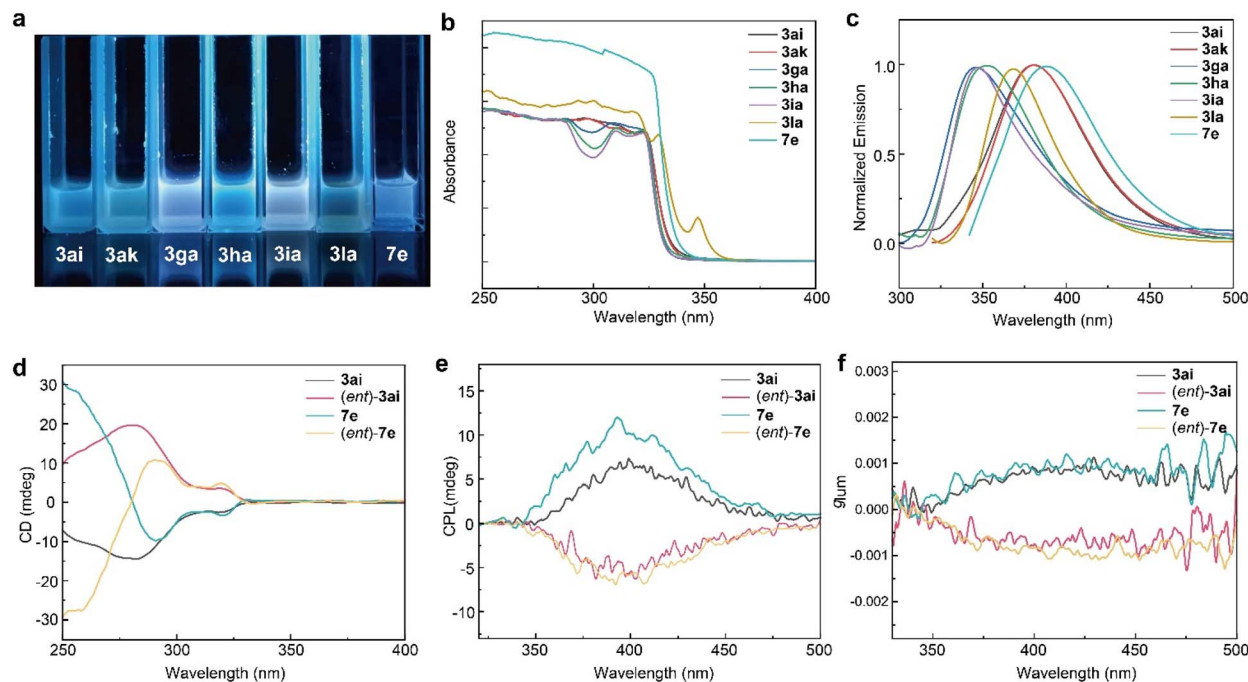 a
3ai 3ak 3ga 3ha 3ia 3la 7e
b
Absorbance
3ai
3ak
3ga
3ha
3ia
3la
7e
250 300 350 400
Wavelength (nm)
c
Normalized Emission
1.0
0.5
0.0
3ai
3ak
3ga
3ha
3ia
3la
7e
300 350 400 450 500
Wavelength (nm)
d
CD (mdeg)
30
20
10
0
-10
-20
-30
3ai
(ent)-3ai
7e
(ent)-7e
250 300 350 400
Wavelength (nm)
e
CPL(mdeg)
15
10
5
0
-5
-10
3ai
(ent)-3ai
7e
(ent)-7e
350 400 450 500
Wavelength (nm)
f
glum
0.003
0.002
0.001
0.000
-0.001
-0.002
3ai
(ent)-3ai
7e
(ent)-7e
350 400 450 500
Wavelength (nm)